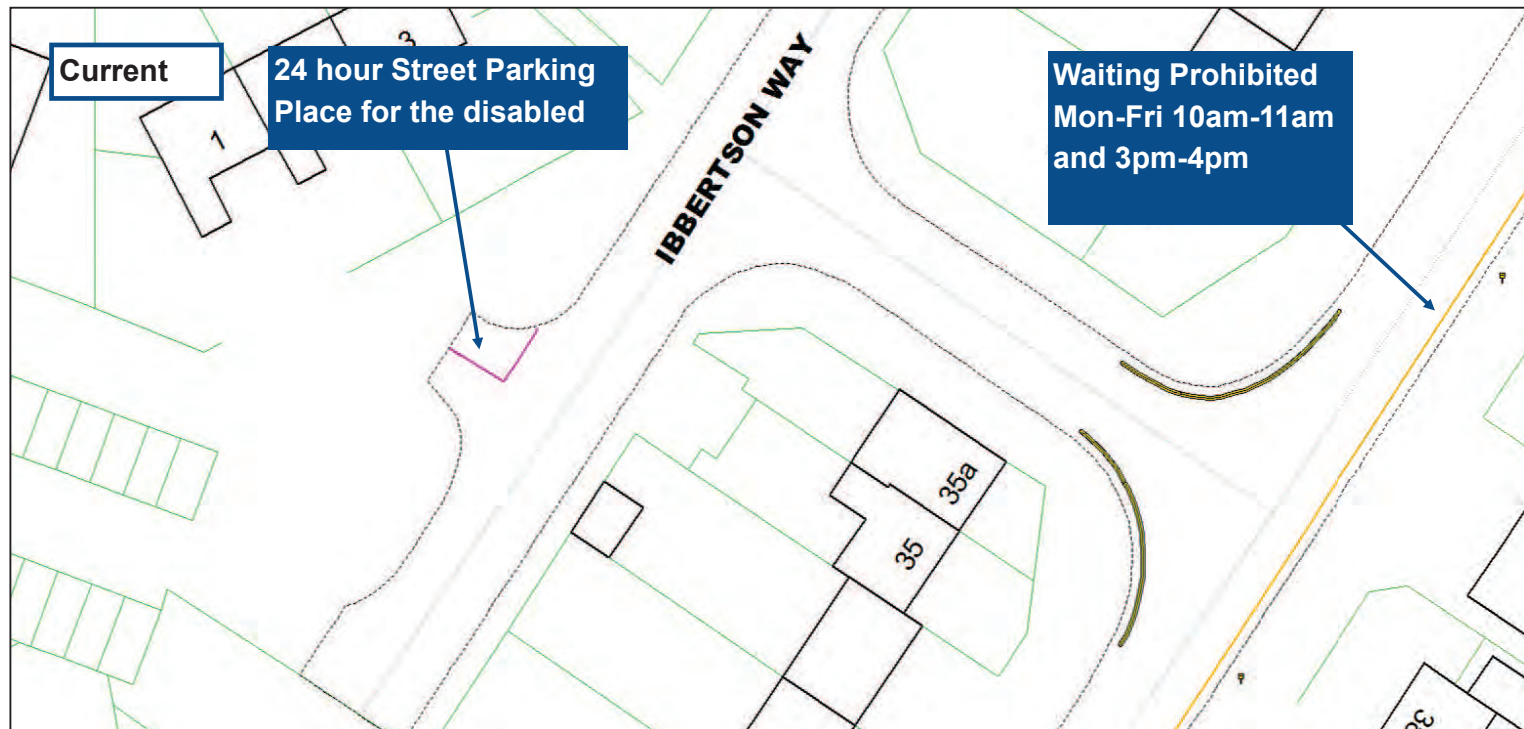 Current
24 hour Street Parking
Place for the disabled
Waiting Prohibited
Mon-Fri 10am-11am
and 3pm-4pm
3
1
IBBERTSON WAY
35a
35